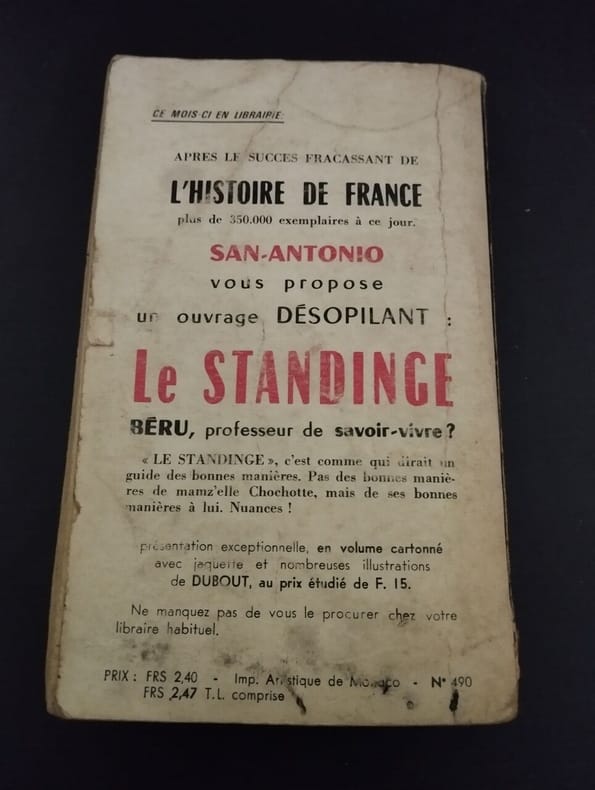 CE MOIS-CI EN LIBRAIRIE:
APRES LE SUCCES FRACASSANT DE
L'HISTOIRE DE FRANCE
plus de 350.000 exemplaires à ce jour.
SAN-ANTONIO
vous propose
un ouvrage DÉSOPILANT :
Le STANDINGE
BÉRU, professeur de savoir-vivre ?
« LE STANDINGE », c'est comme qui dirait un
guide des bonnes manières. Pas des bonnes maniè-
res de mamz'elle Chochotte, mais de ses bonnes
manières à lui. Nuances !
présentation exceptionnelle, en volume cartonné
avec jaquette et nombreuses illustrations
de DUBOUT, au prix étudié de F. 15.
Ne manquez pas de vous le procurer chez votre
libraire habituel.
PRIX : FRS 2,40 - Imp. Artistique de Monaco - N° 490
FRS 2,47 T.L. comprise